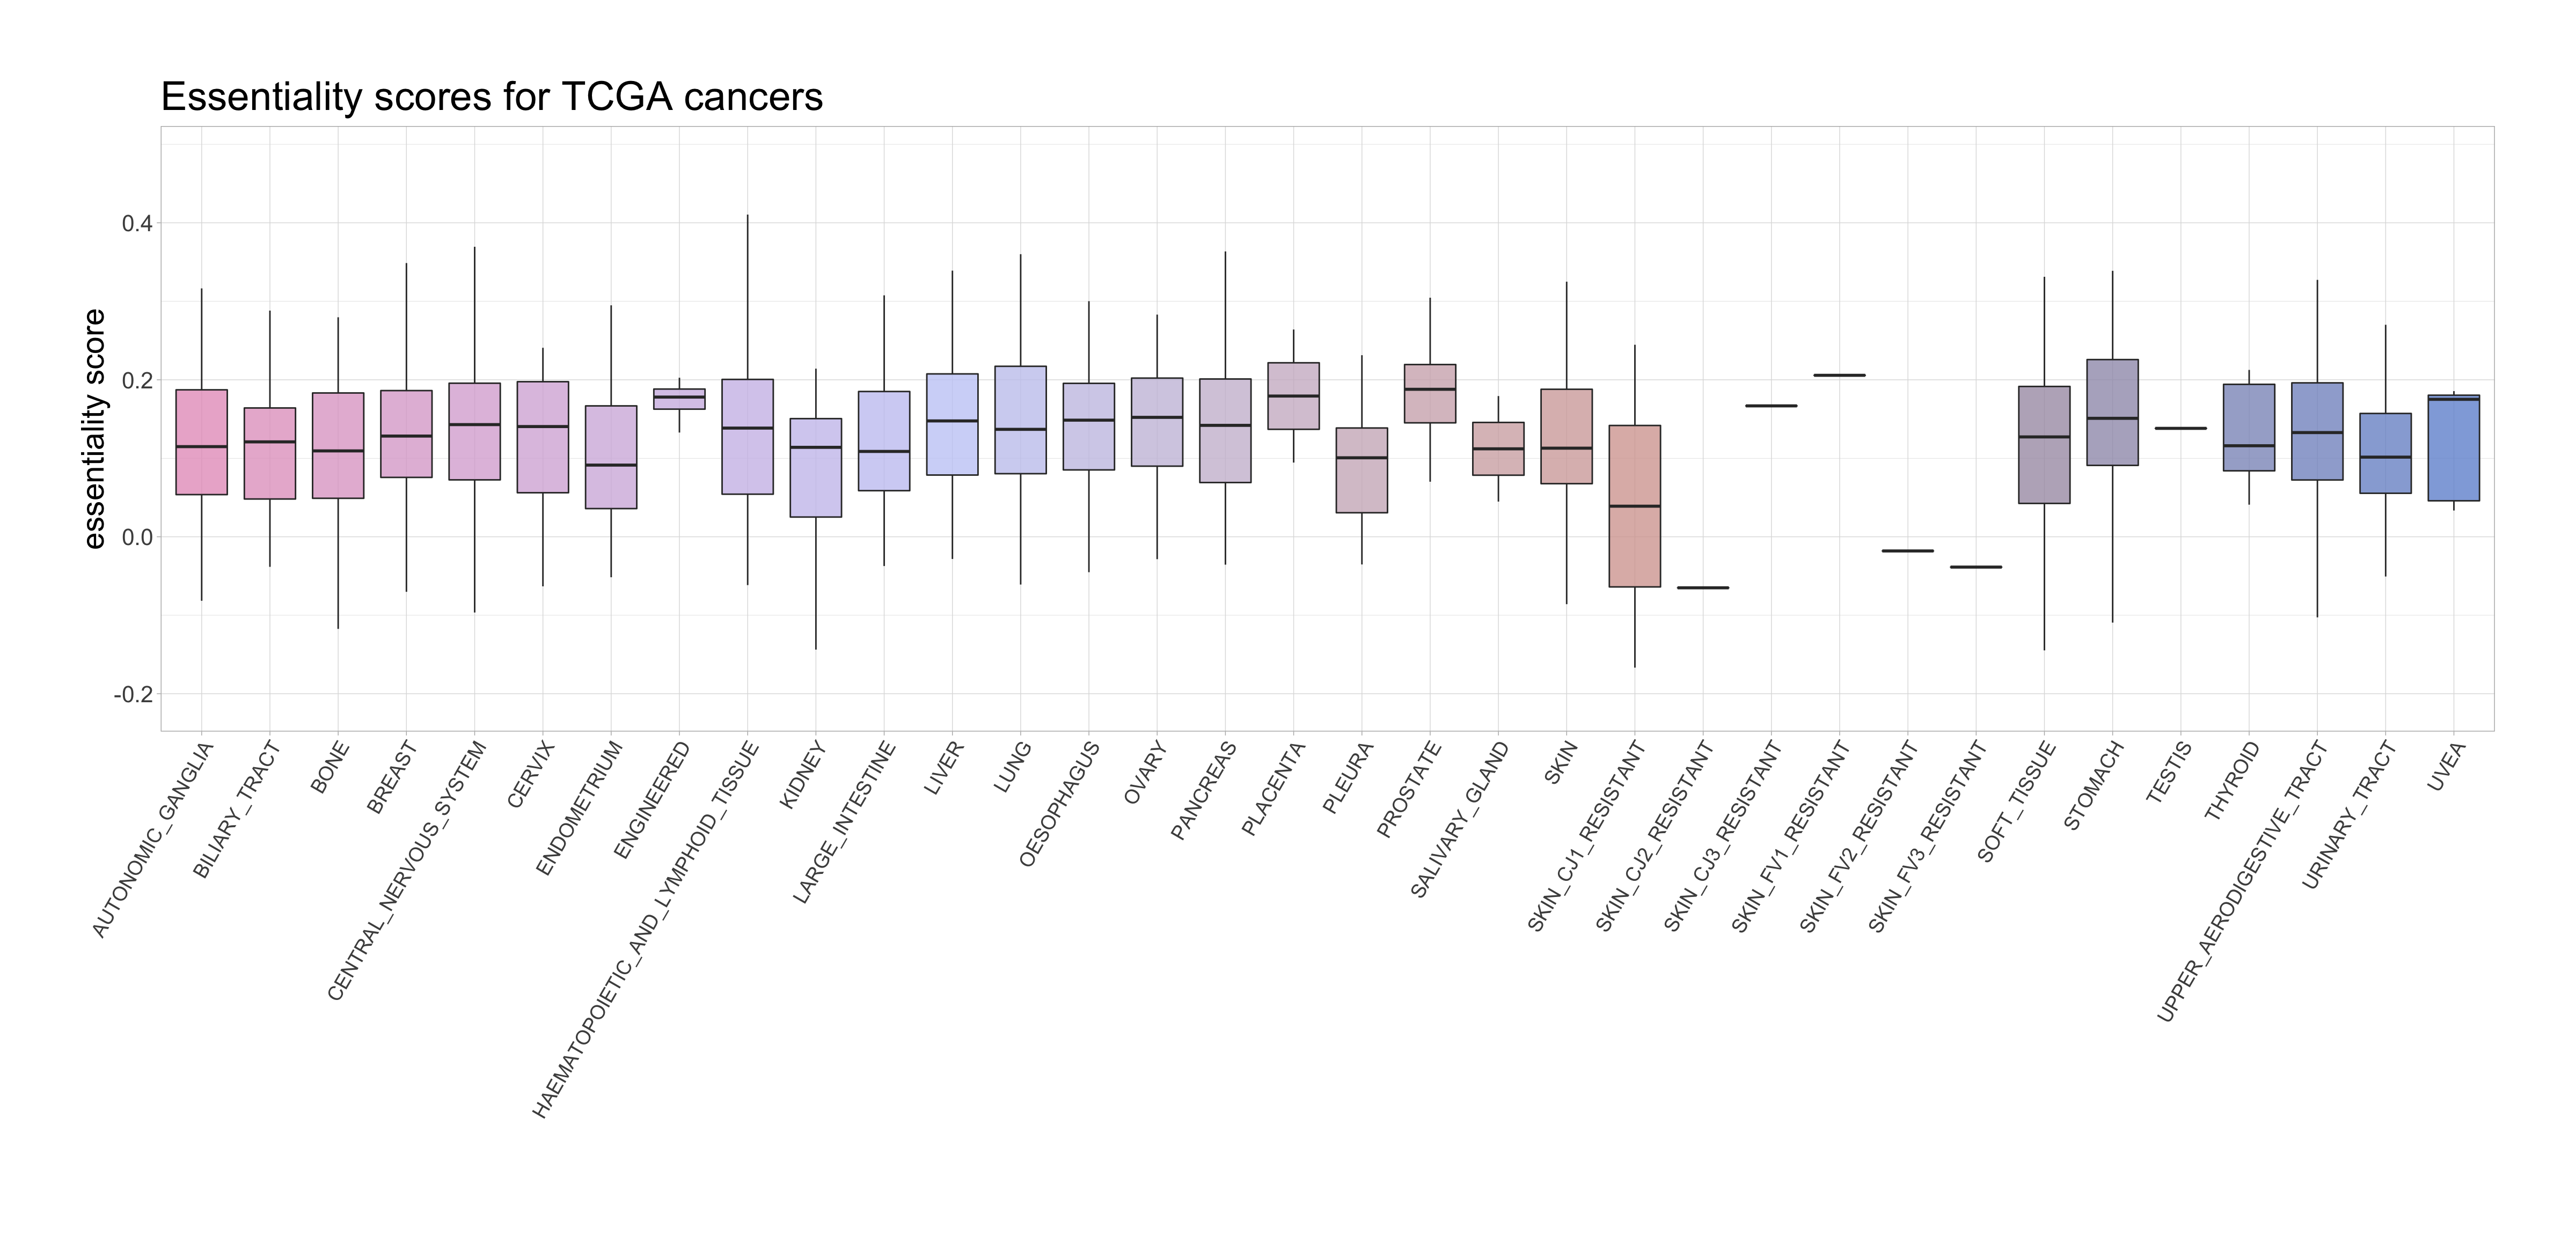 Essentiality scores for TCGA cancers
essentiality score
0.4
0.2
0.0
-0.2
AUTONOMIC_GANGLIA
BILIARY_TRACT
BONE
BREAST
CENTRAL_NERVOUS_SYSTEM
CERVIX
ENDOMETRIUM
ENGINEERED
HAEMATOPOIETIC_AND_LYMPHOID_TISSUE
KIDNEY
LARGE_INTESTINE
LIVER
LUNG
OESOPHAGUS
OVARY
PANCREAS
PLACENTA
PLEURA
PROSTATE
SALIVARY_GLAND
SKIN
SKIN_CJ1_RESISTANT
SKIN_CJ2_RESISTANT
SKIN_CJ3_RESISTANT
SKIN_FV1_RESISTANT
SKIN_FV2_RESISTANT
SKIN_FV3_RESISTANT
SOFT_TISSUE
STOMACH
TESTIS
THYROID
UPPER_AERODIGESTIVE_TRACT
URINARY_TRACT
UVEA